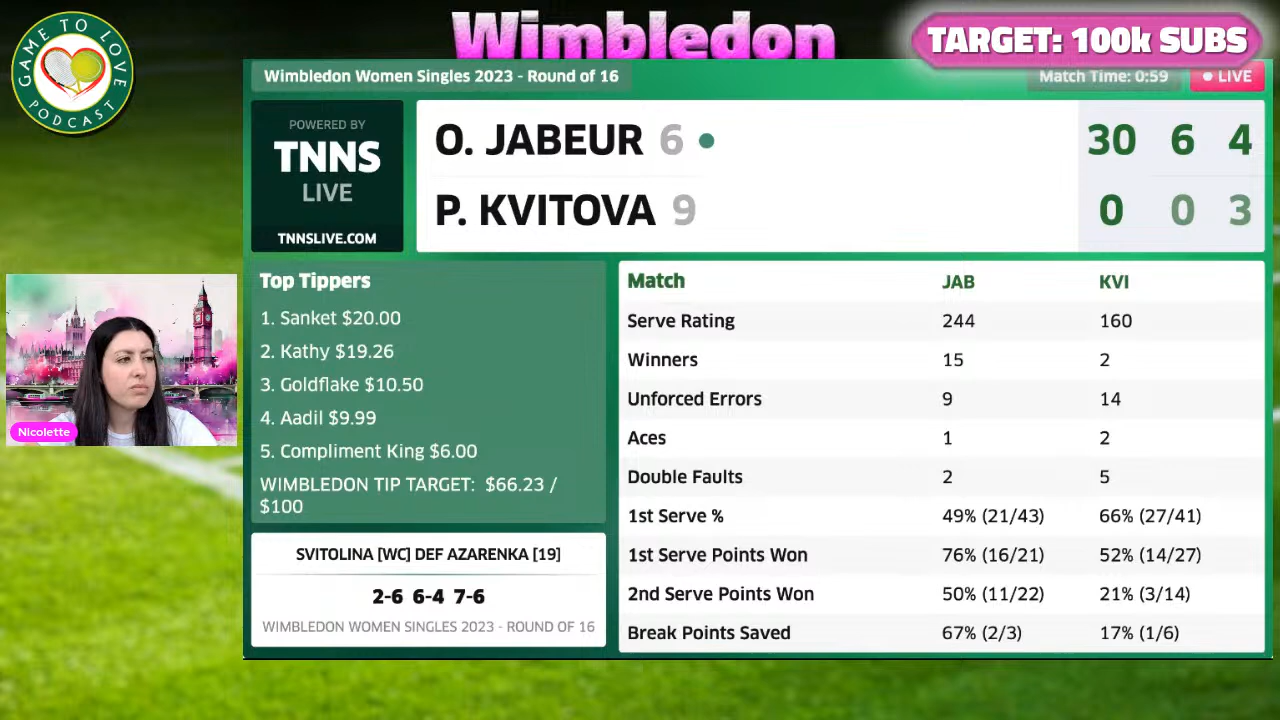 GAME TO LOVE
PODCAST
Wimbledon
TARGET: 100k SUBS
Wimbledon Women Singles 2023 - Round of 16
Match Time: 0:59
LIVE
POWERED BY
TNNS
LIVE
TNNSLIVE.COM
O. JABEUR 6 30 6 4
P. KVITOVA 9 0 0 3
Top Tippers
1. Sanket $20.00
2. Kathy $19.26
3. Goldflake $10.50
4. Aadil $9.99
5. Compliment King $6.00
WIMBLEDON TIP TARGET: $66.23 /
$100
SVITOLINA [WC] DEF AZARENKA [19]
2-6 6-4 7-6
WIMBLEDON WOMEN SINGLES 2023 - ROUND OF 16
Match JAB KVI
Serve Rating 244 160
Winners 15 2
Unforced Errors 9 14
Aces 1 2
Double Faults 2 5
1st Serve % 49% (21/43) 66% (27/41)
1st Serve Points Won 76% (16/21) 52% (14/27)
2nd Serve Points Won 50% (11/22) 21% (3/14)
Break Points Saved 67% (2/3) 17% (1/6)
Nicolette